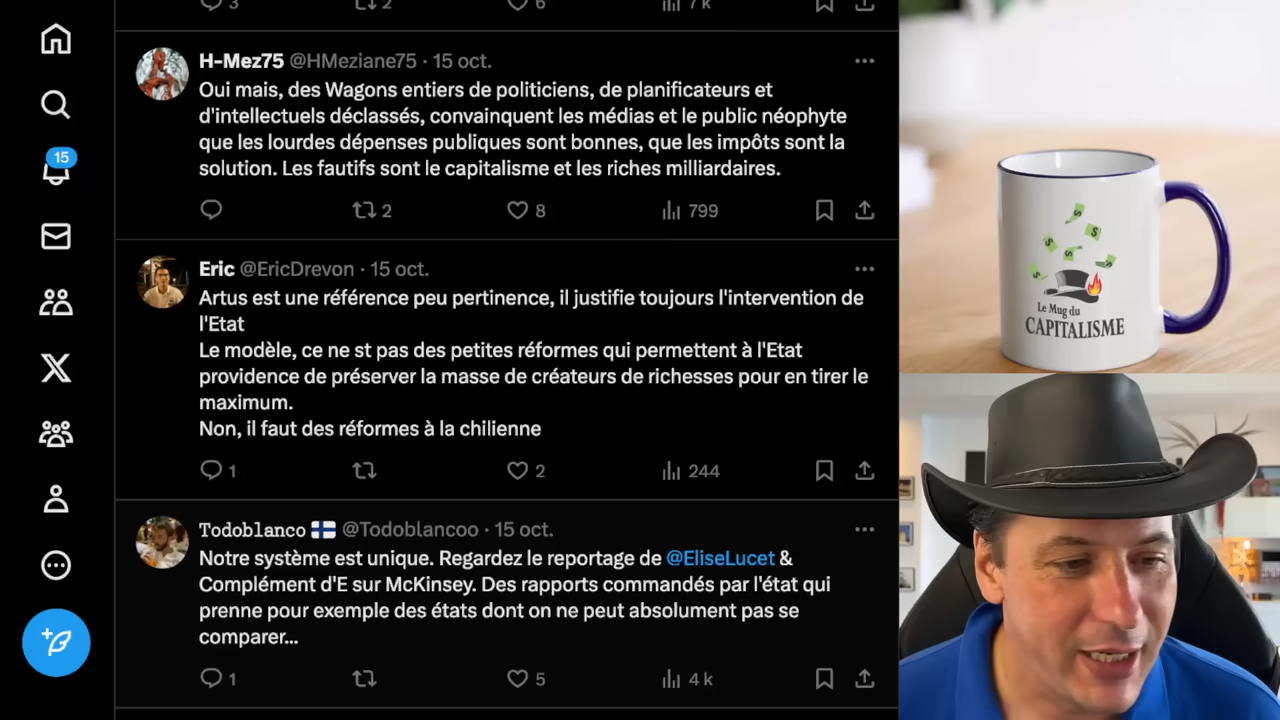 3 2 6 7 k
H-Mez75 @HMeziane75 · 15 oct.
Oui mais, des Wagons entiers de politiciens, de planificateurs et
d'intellectuels déclassés, convainquent les médias et le public néophyte
que les lourdes dépenses publiques sont bonnes, que les impôts sont la
solution. Les fautifs sont le capitalisme et les riches milliardaires.
2 8 799
15
Eric @EricDrevon · 15 oct.
Artus est une référence peu pertinence, il justifie toujours l'intervention de
l'Etat
Le modèle, ce ne st pas des petites réformes qui permettent à l'Etat
providence de préserver la masse de créateurs de richesses pour en tirer le
maximum.
Non, il faut des réformes à la chilienne
1 2 244
Todoblanco @Todoblancoo · 15 oct.
Notre système est unique. Regardez le reportage de @EliseLucet &
Complément d'E sur McKinsey. Des rapports commandés par l'état qui
prenne pour exemple des états dont on ne peut absolument pas se
comparer...
1 5 4 k
Le Mug du
CAPITALISME